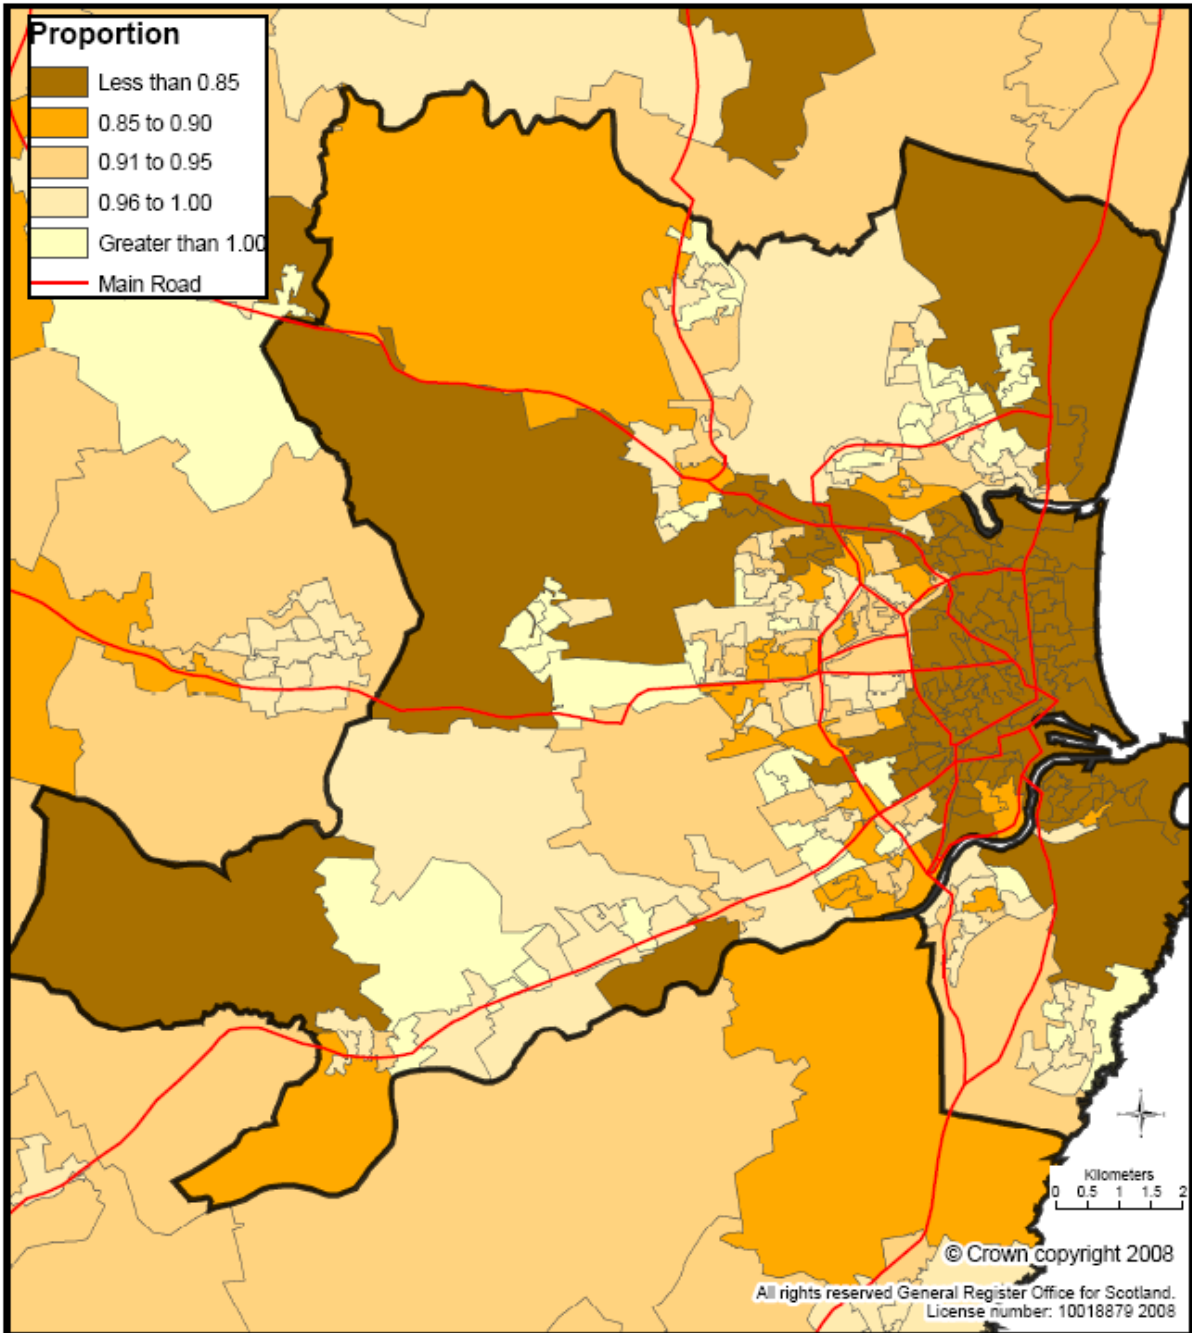 Proportion
Less than 0.85
0.85 to 0.90
0.91 to 0.95
0.96 to 1.00
Greater than 1.00
Main Road
Kilometers
0 0.5 1 1.5 2
© Crown copyright 2008
All rights reserved General Register Office for Scotland.
License number: 10018879 2008